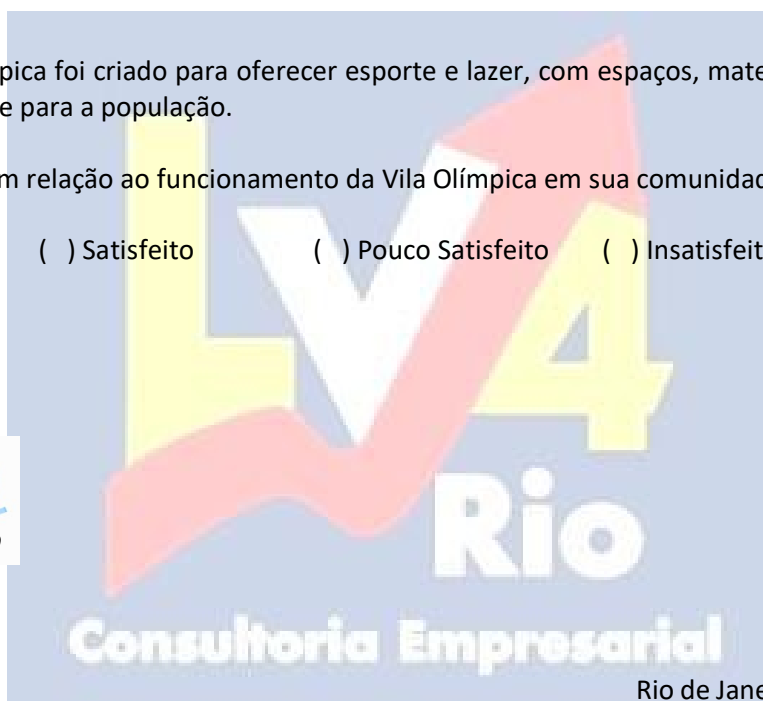 pica foi criado para oferecer esporte e lazer, com espaços, mate
e para a população.
m relação ao funcionamento da Vila Olímpica em sua comunidad
( ) Satisfeito ( ) Pouco Satisfeito ( ) Insatisfeit
LV4
Rio
Consultoria Empresarial
Rio de Jane